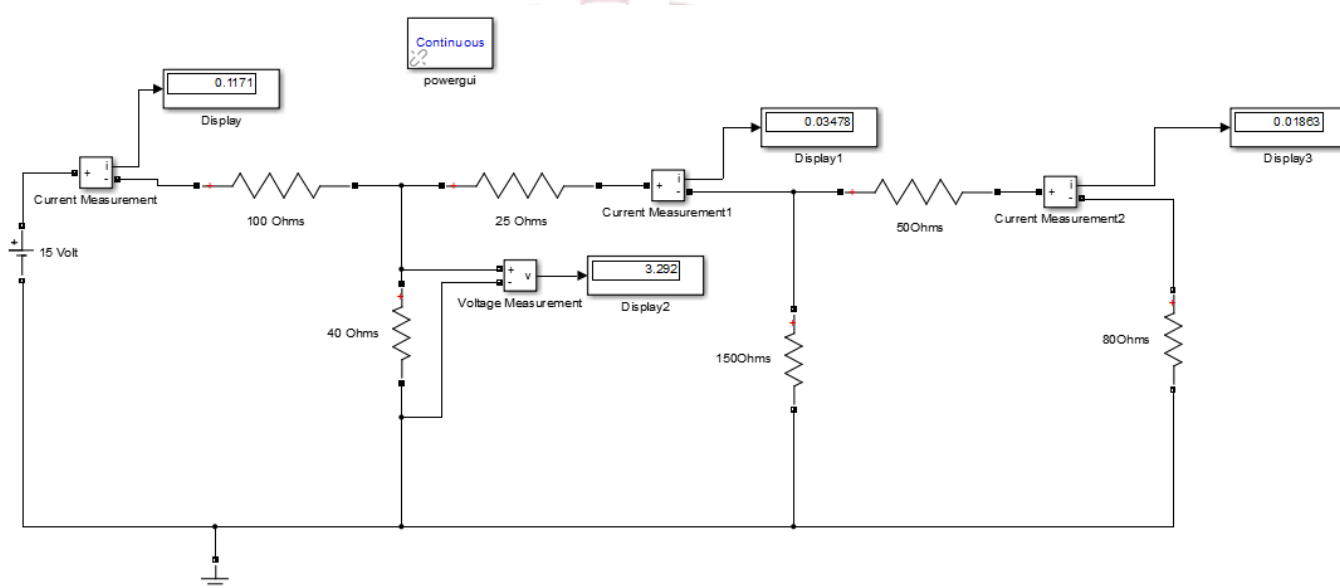 Continuous
powergui
0.1171
Display
0.03478
Display1
0.01863
Display3
+ i -
Current Measurement
100 Ohms
25 Ohms
+ i -
Current Measurement1
50Ohms
+ i -
Current Measurement2
+
15 Volt
+ - v
Voltage Measurement
3.292
Display2
40 Ohms
150Ohms
80Ohms